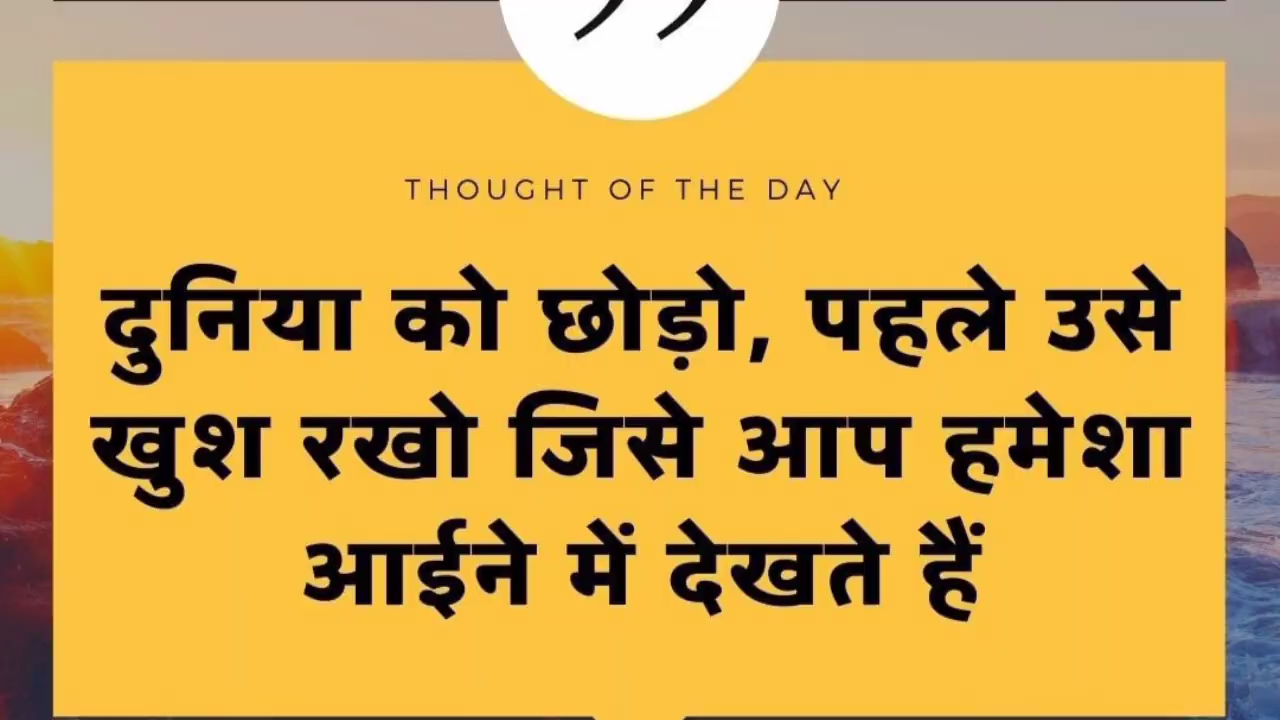 ”
THOUGHT OF THE DAY
दुनिया को छोड़ो, पहले उसे
खुश रखो जिसे आप हमेशा
आईने में देखते हैं